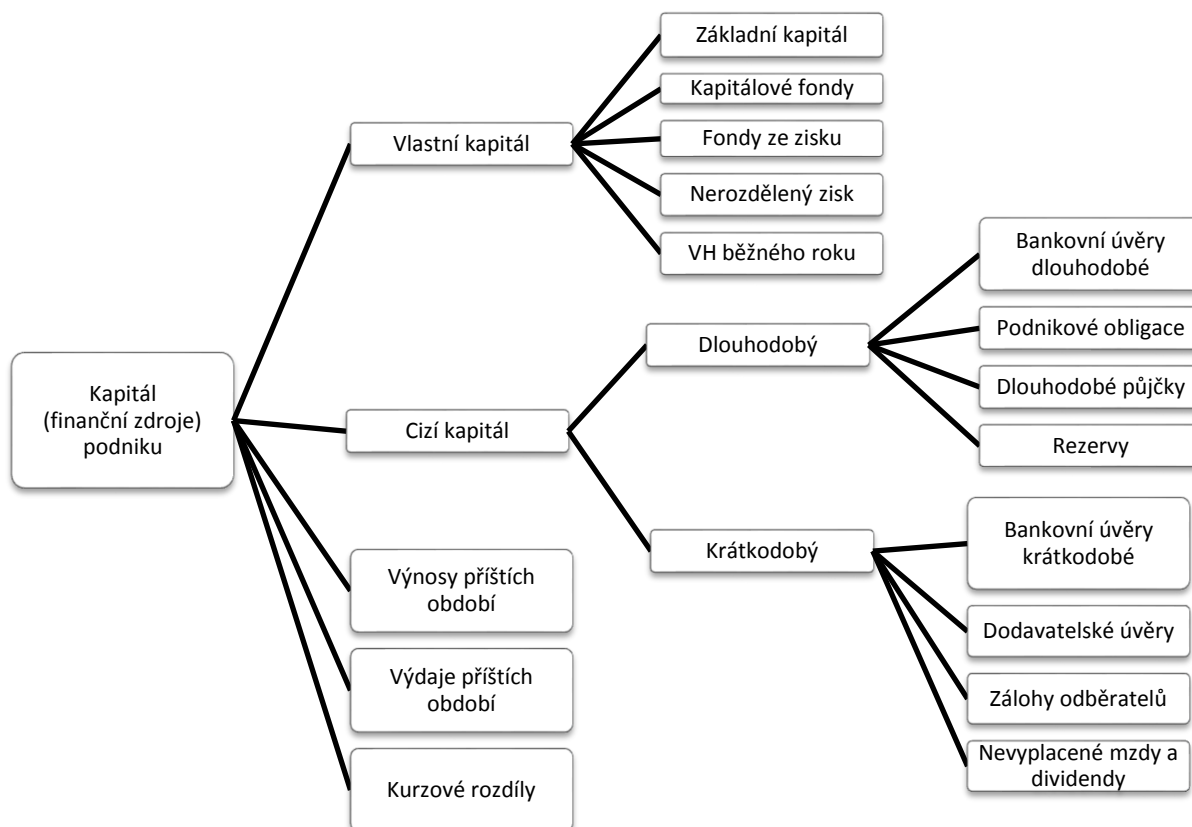 Kapitál
(finanční zdroje)
podniku
Vlastní kapitál
Základní kapitál
Kapitálové fondy
Fondy ze zisku
Nerozdělený zisk
VH běžného roku
Cizí kapitál
Dlouhodobý
Bankovní úvěry
dlouhodobé
Podnikové obligace
Dlouhodobé půjčky
Rezervy
Krátkodobý
Bankovní úvěry
krátkodobé
Dodavatelské úvěry
Zálohy odběratelů
Nevyplacené mzdy a
dividendy
Výnosy příštích
období
Výdaje příštích
období
Kurzové rozdíly